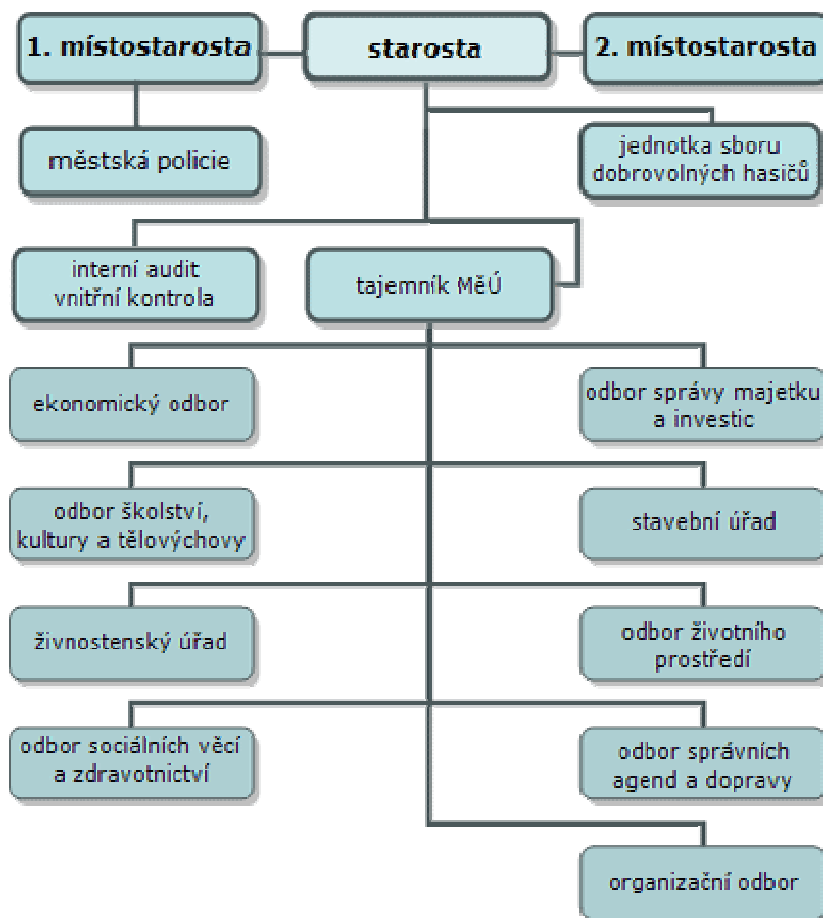 1. místostarosta
starosta
2. místostarosta
městská policie
jednotka sboru
dobrovolných hasičů
interní audit
vnitřní kontrola
tajemník MěÚ
ekonomický odbor
odbor správy majetku
a investic
odbor školství,
kultury a tělovýchovy
stavební úřad
živnostenský úřad
odbor životního
prostředí
odbor sociálních věcí
a zdravotnictví
odbor správních
agend a dopravy
organizační odbor